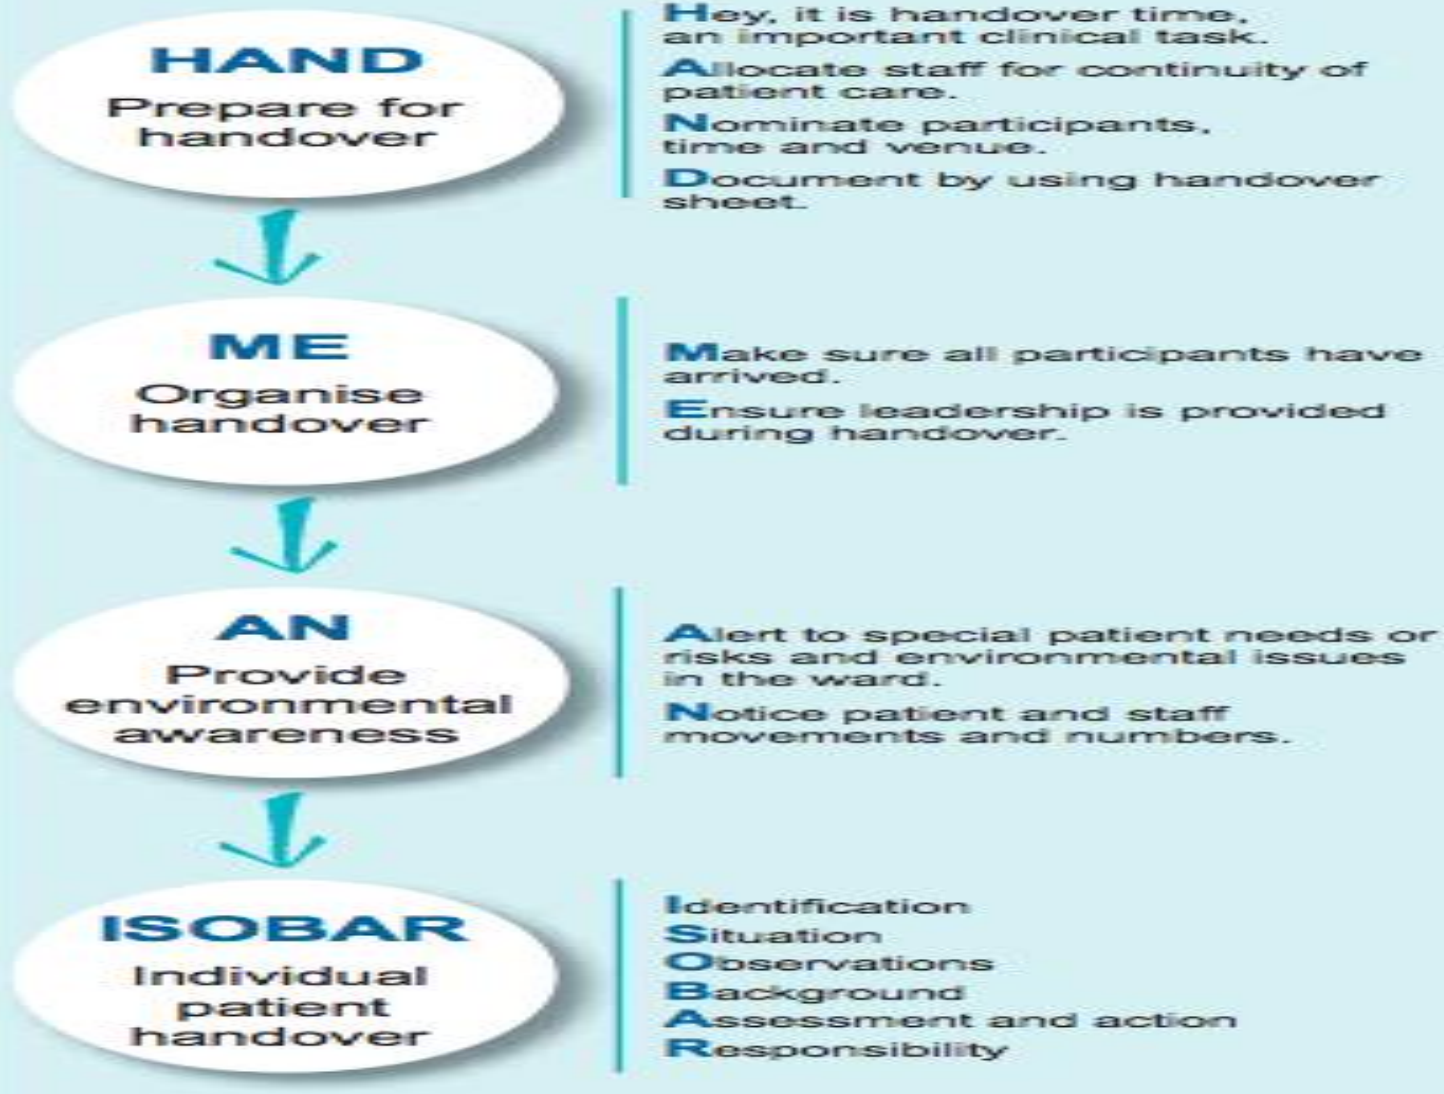 HAND
Prepare for
handover
Hey, it is handover time,
an important clinical task.
Allocate staff for continuity of
patient care.
Nominate participants,
time and venue.
Document by using handover
sheet.
ME
Organise
handover
Make sure all participants have
arrived.
Ensure leadership is provided
during handover.
AN
Provide
environmental
awareness
Alert to special patient needs or
risks and environmental issues
in the ward.
Notice patient and staff
movements and numbers.
ISOBAR
Individual
patient
handover
Identification
Situation
Observations
Background
Assessment and action
Responsibility